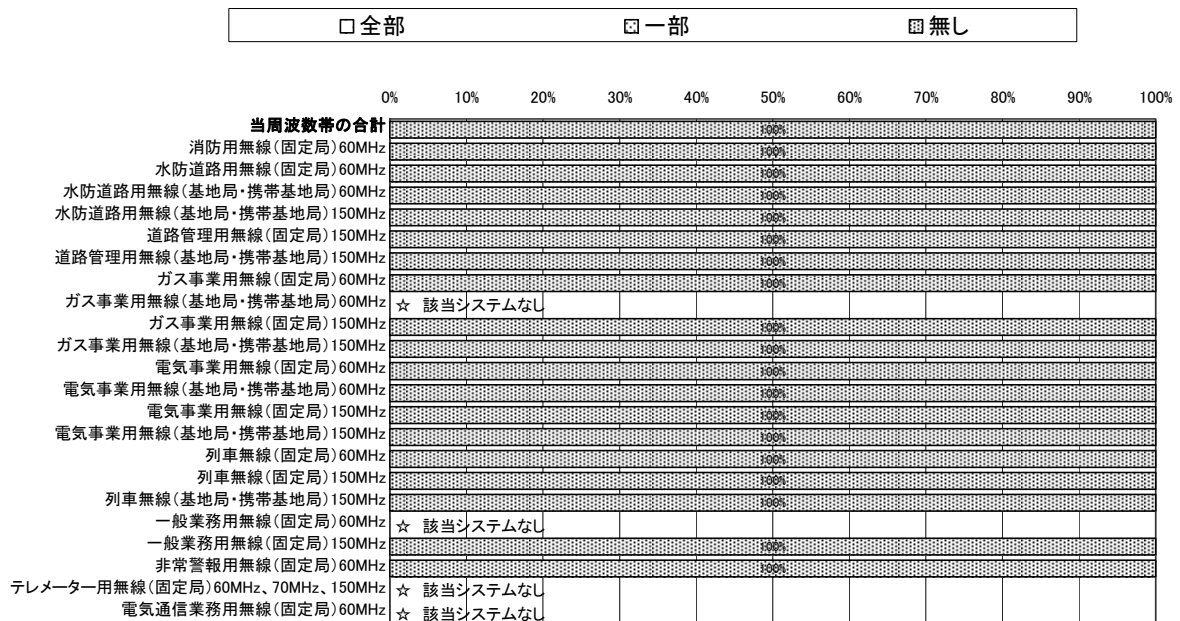 □全部 一部 無し
0% 10% 20% 30% 40% 50% 60% 70% 80% 90% 100%
当周波数帯の合計 100%
消防用無線(固定局)60MHz 100%
水防道路用無線(固定局)60MHz 100%
水防道路用無線(基地局・携帯基地局)60MHz 100%
水防道路用無線(基地局・携帯基地局)150MHz 100%
道路管理用無線(固定局)150MHz 100%
道路管理用無線(基地局・携帯基地局)150MHz 100%
ガス事業用無線(固定局)60MHz 100%
ガス事業用無線(基地局・携帯基地局)60MHz ☆ 該当システムなし
ガス事業用無線(固定局)150MHz 100%
ガス事業用無線(基地局・携帯基地局)150MHz 100%
電気事業用無線(固定局)60MHz 100%
電気事業用無線(基地局・携帯基地局)60MHz 100%
電気事業用無線(固定局)150MHz 100%
電気事業用無線(基地局・携帯基地局)150MHz 100%
列車無線(固定局)60MHz 100%
列車無線(固定局)150MHz 100%
列車無線(基地局・携帯基地局)150MHz 100%
一般業務用無線(固定局)60MHz ☆ 該当システムなし
一般業務用無線(固定局)150MHz 100%
非常警報用無線(固定局)60MHz 100%
テレメーター用無線(固定局)60MHz、70MHz、150MHz ☆ 該当システムなし
電気通信業務用無線(固定局)60MHz ☆ 該当システムなし